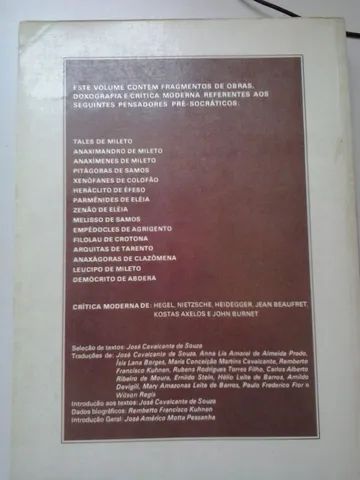 ESTE VOLUME CONTÉM FRAGMENTOS DE OBRAS,
DOXOGRAFIA E CRÍTICA MODERNA REFERENTES AOS
SEGUINTES PENSADORES PRÉ-SOCRÁTICOS:
TALES DE MILETO
ANAXIMANDRO DE MILETO
ANAXÍMENES DE MILETO
PITÁGORAS DE SAMOS
XENÓFANES DE COLOFÃO
HERÁCLITO DE ÉFESO
PARMÊNIDES DE ELÉIA
ZENÃO DE ELÉIA
MELISSO DE SAMOS
EMPÉDOCLES DE AGRIGENTO
FILOLAU DE CROTONA
ARQUITAS DE TARENTO
ANAXÁGORAS DE CLAZÔMENA
LEUCIPO DE MILETO
DEMÓCRITO DE ABDERA
CRÍTICA MODERNA DE: HEGEL, NIETZSCHE, HEIDEGGER, JEAN BEAUFRET,
KOSTAS AXELOS E JOHN BURNET
Seleção de textos: José Cavalcante de Souza
Traduções de: José Cavalcante de Souza, Anna Lia Amaral de Almeida Prado,
Ísis Lana Borges, Maria Conceição Martins Cavalcante, Remberto
Francisco Kuhnen, Rubens Rodrigues Torres Filho, Carlos Alberto
Ribeiro de Moura, Ernildo Stein, Hélio Leite de Barros, Arnildo
Devigili, Mary Amazonas Leite de Barros, Paulo Frederico Flor e
Wilson Regis
Introdução aos textos: José Cavalcante de Souza
Dados biográficos: Remberto Francisco Kuhnen
Introdução Geral: José Américo Motta Pessanha